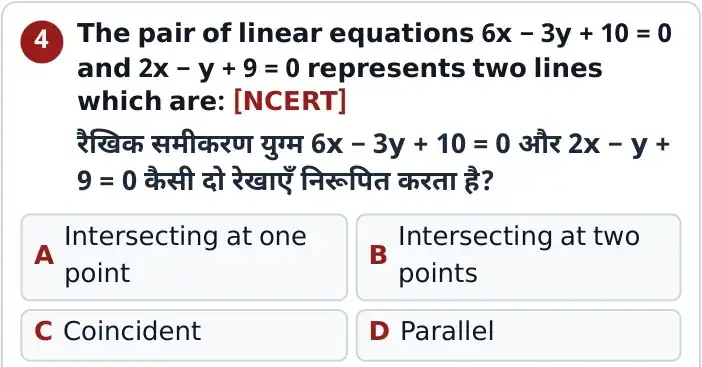 4 The pair of linear equations 6x − 3y + 10 = 0
and 2x − y + 9 = 0 represents two lines
which are: [NCERT]
रैखिक समीकरण युग्म 6x − 3y + 10 = 0 और 2x − y +
9 = 0 कैसी दो रेखाएँ निरूपित करता है?
A Intersecting at one
point
B Intersecting at two
points
C Coincident
D Parallel